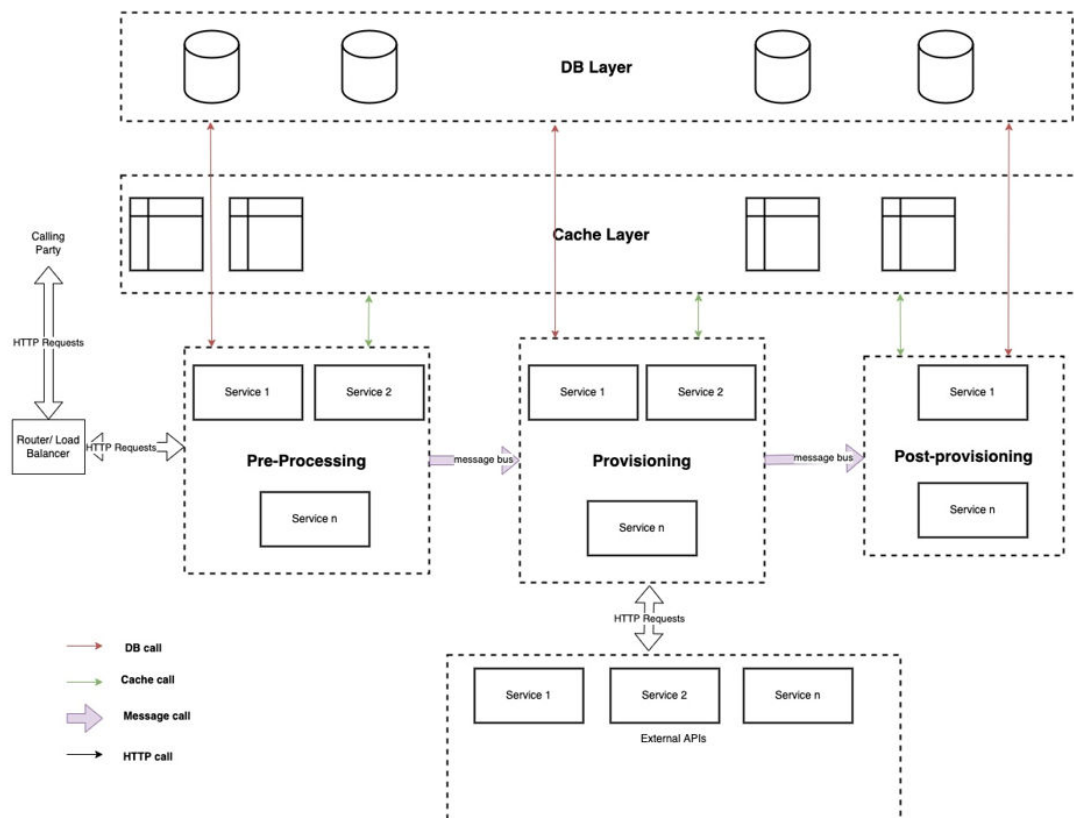 DB Layer
Cache Layer
Calling
Party
HTTP Requests
Router/ Load
Balancer
HTTP Requests
Service 1
Service 2
Pre-Processing
Service n
message bus
Service 1
Service 2
Provisioning
Service n
message bus
Service 1
Post-provisioning
Service n
HTTP Requests
Service 1
Service 2
Service n
External APIs
DB call
Cache call
Message call
HTTP call